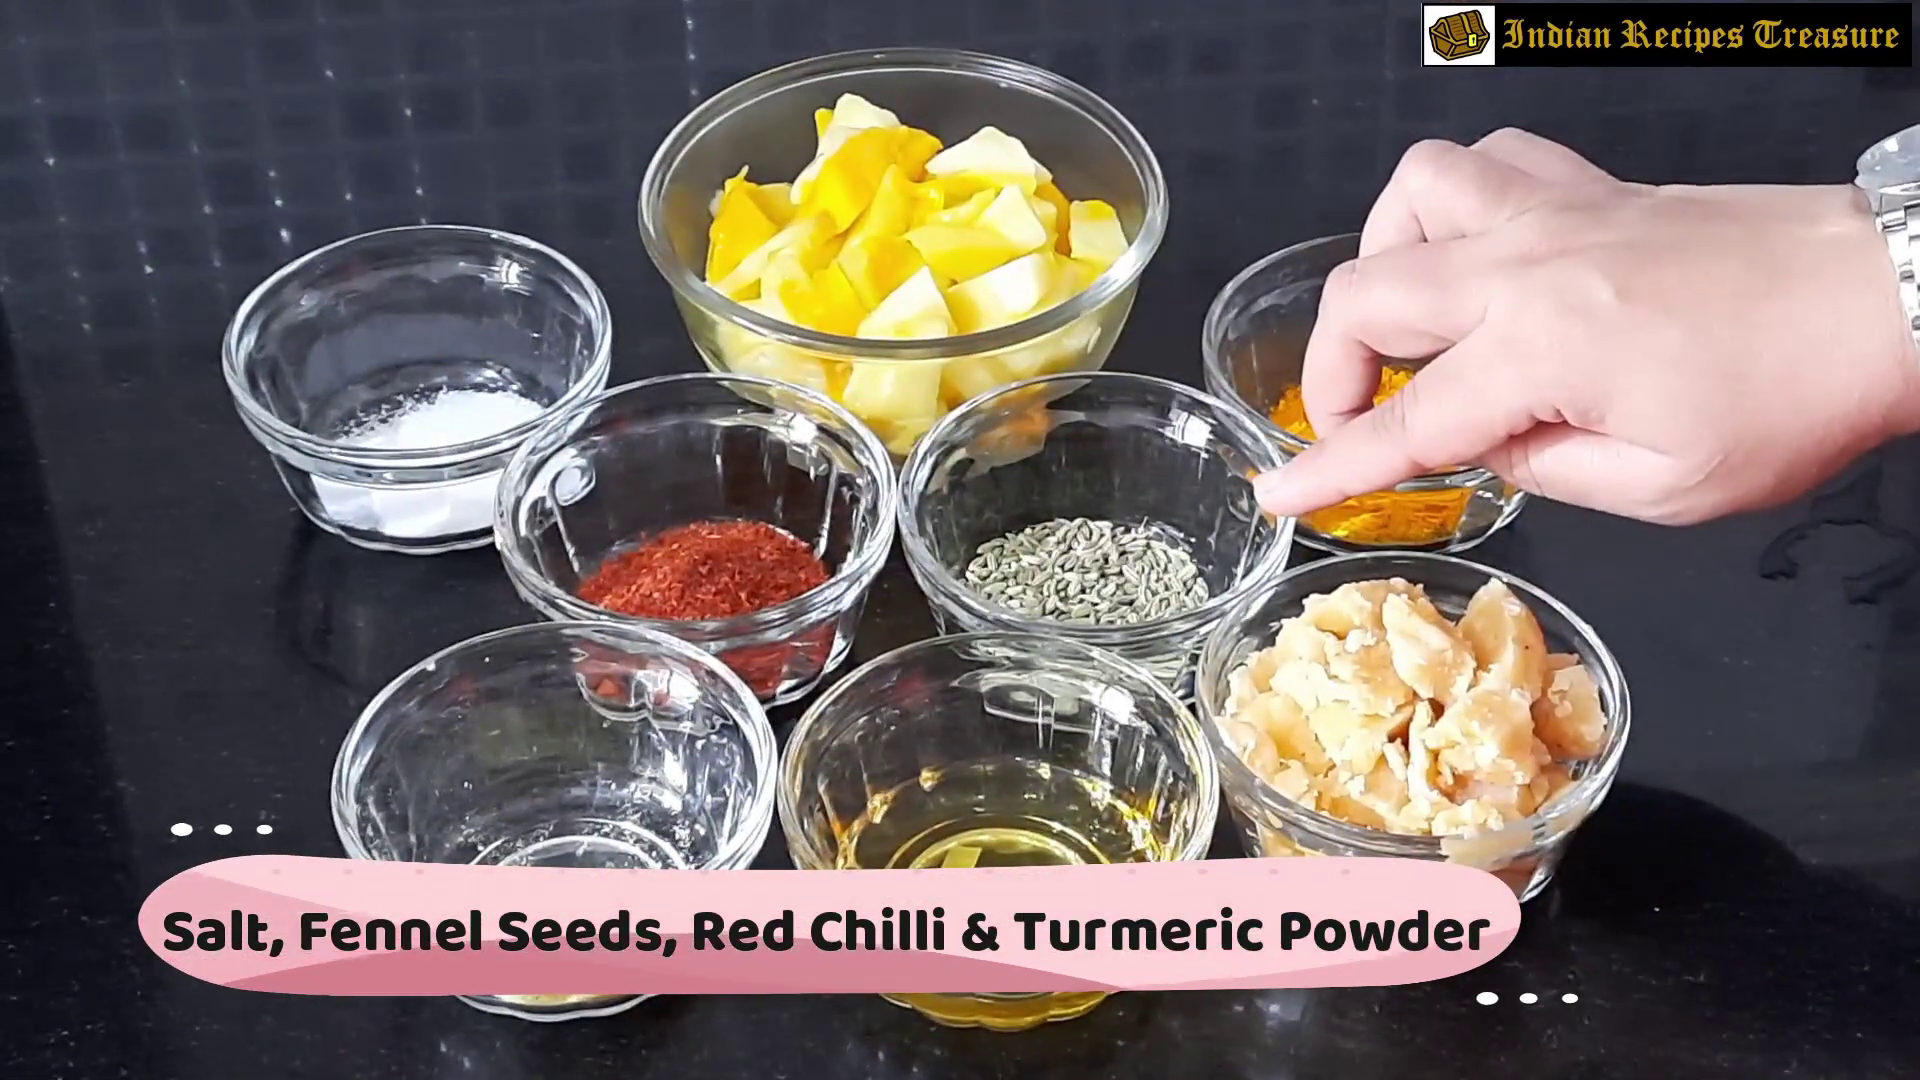 Indian Recipes Treasure
Salt, Fennel Seeds, Red Chilli & Turmeric Powder